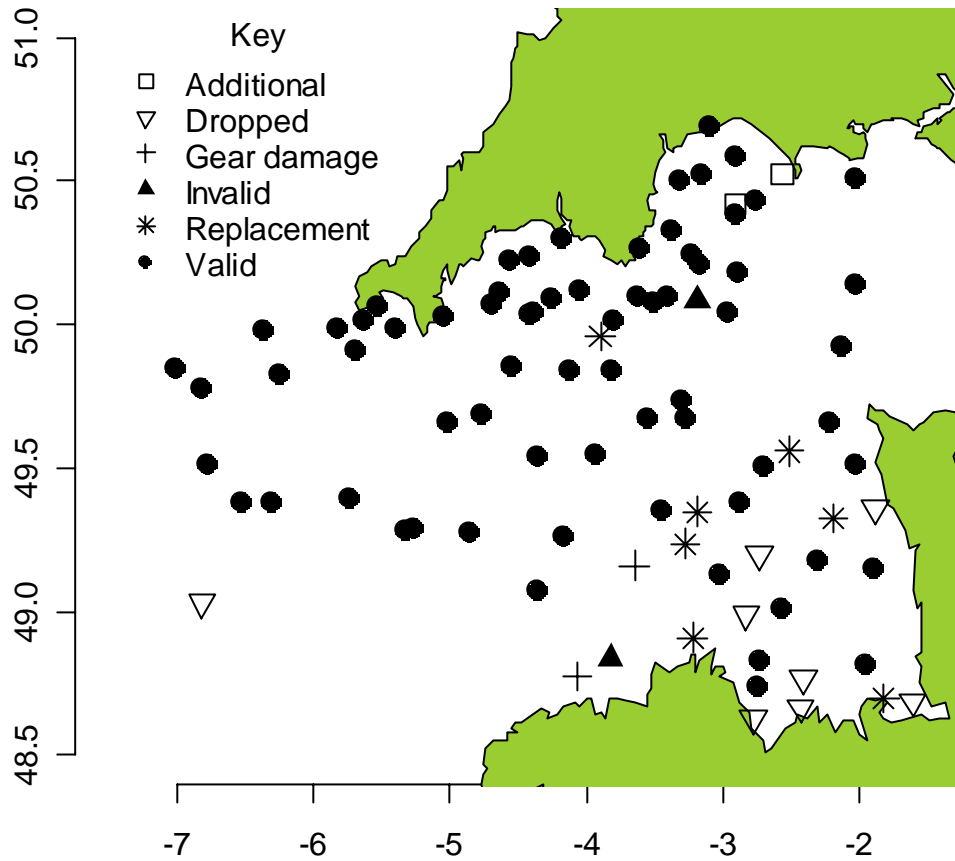 Key
Additional
Dropped
Gear damage
Invalid
Replacement
Valid
51.0
50.5
50.0
49.5
49.0
48.5
-7 -6 -5 -4 -3 -2